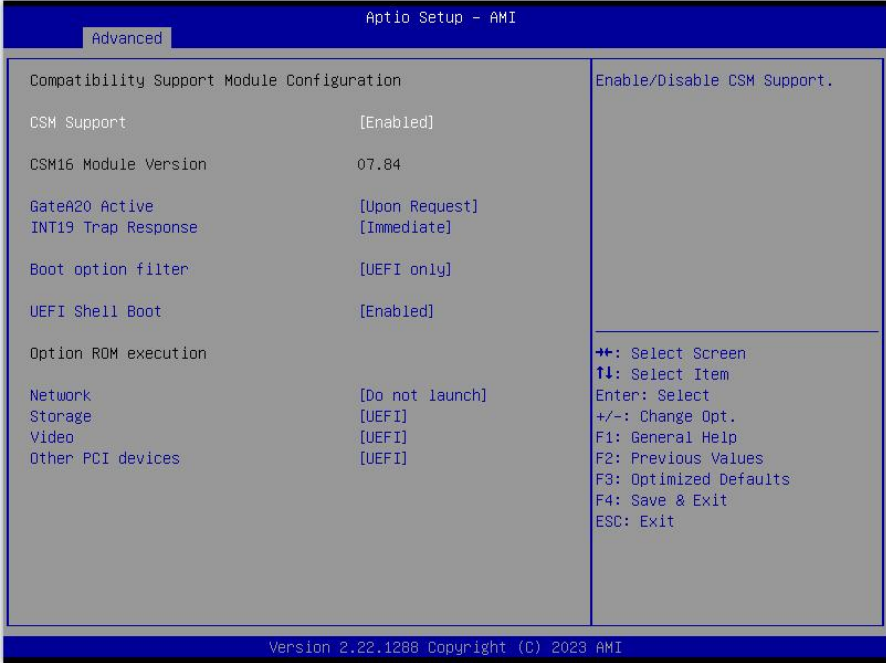 Aptio Setup – AMI
Advanced
Compatibility Support Module Configuration
CSM Support [Enabled]
CSM16 Module Version 07.84
GateA20 Active [Upon Request]
INT19 Trap Response [Immediate]
Boot option filter [UEFI only]
UEFI Shell Boot [Enabled]
Option ROM execution
Network [Do not launch]
Storage [UEFI]
Video [UEFI]
Other PCI devices [UEFI]
Enable/Disable CSM Support.
→←: Select Screen
↑↓: Select Item
Enter: Select
+/-: Change Opt.
F1: General Help
F2: Previous Values
F3: Optimized Defaults
F4: Save & Exit
ESC: Exit
Version 2.22.1288 Copyright (C) 2023 AMI